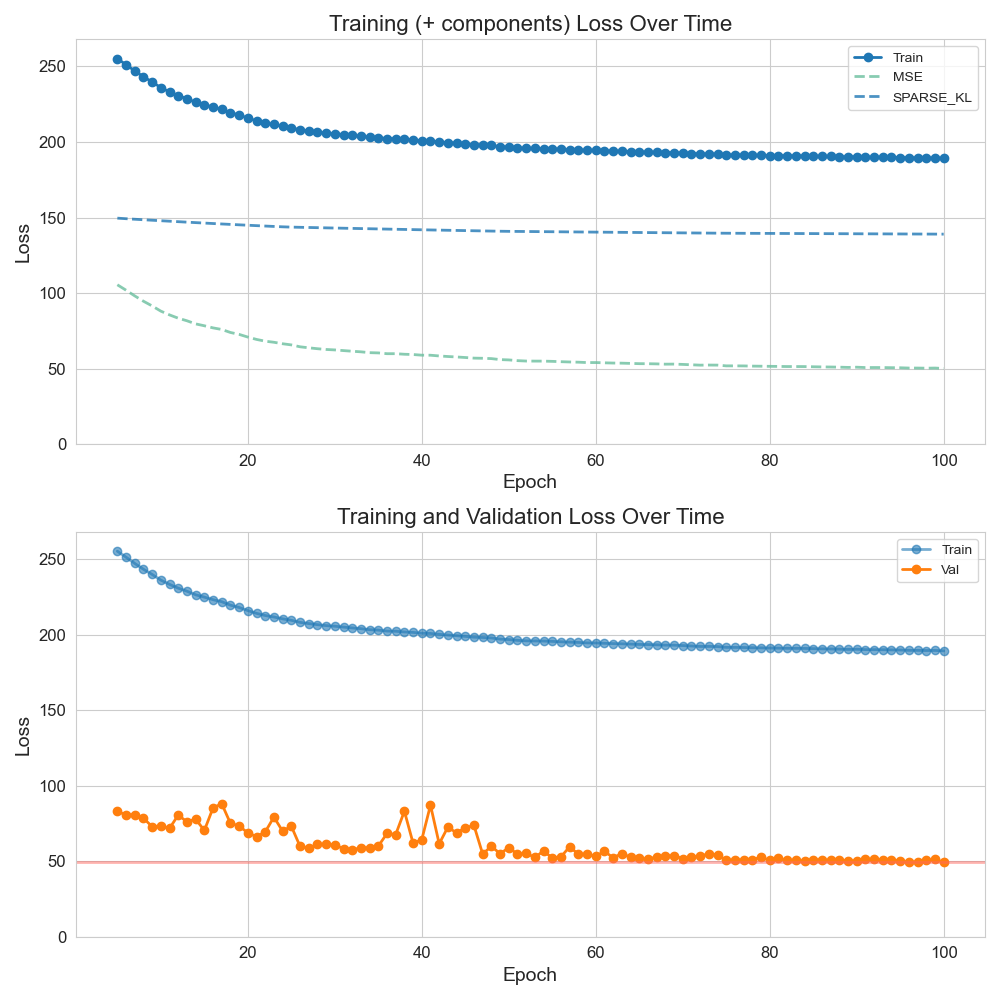 Training (+ components) Loss Over Time
Train
MSE
SPARSE_KL
250
200
150
100
50
0
Loss
20 40 60 80 100
Epoch
Training and Validation Loss Over Time
Train
Val
250
200
150
100
50
0
Loss
20 40 60 80 100
Epoch